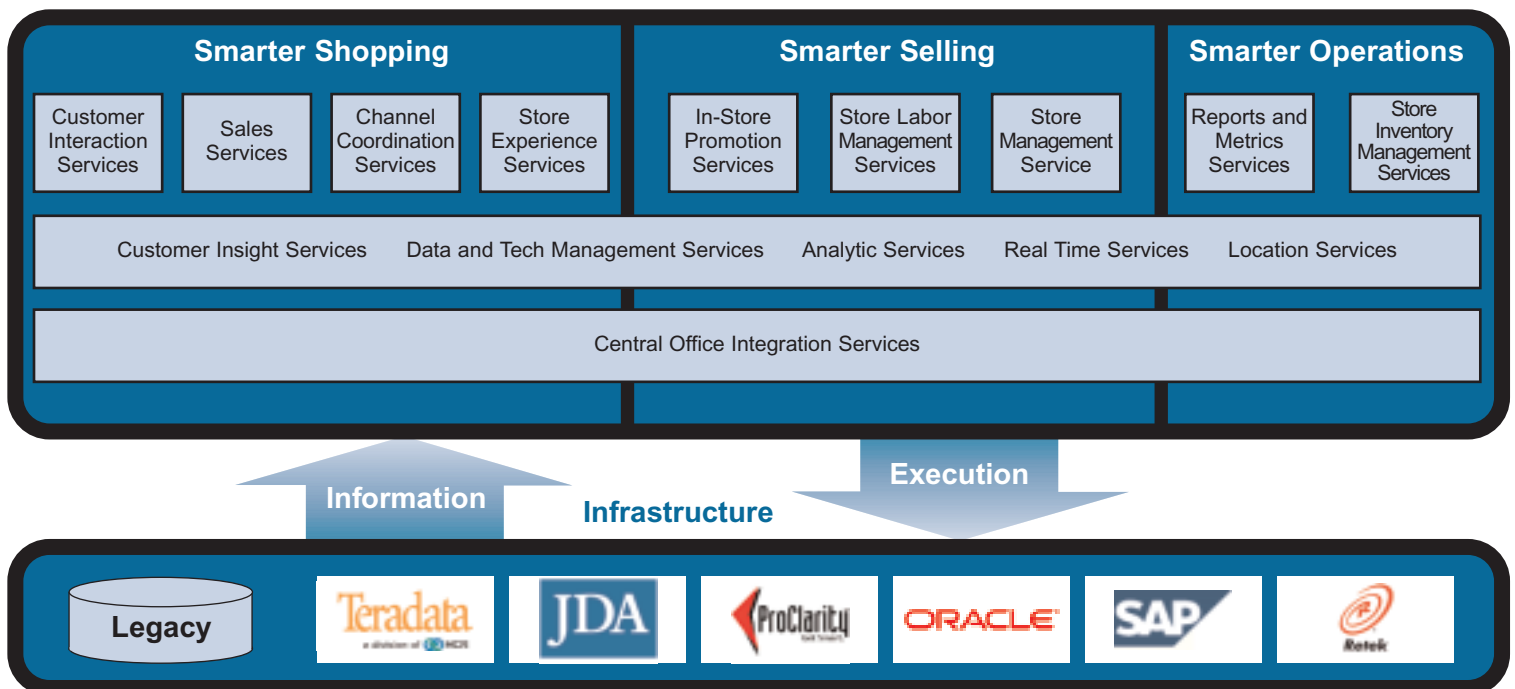 Smarter Shopping
Smarter Selling
Smarter Operations
Customer
Interaction
Services
Sales
Services
Channel
Coordination
Services
Store
Experience
Services
In-Store
Promotion
Services
Store Labor
Management
Services
Store
Management
Service
Reports and
Metrics
Services
Store
Inventory
Management
Services
Customer Insight Services
Data and Tech Management Services
Analytic Services
Real Time Services
Location Services
Central Office Integration Services
Information
Infrastructure
Execution
Legacy
Teradata
a division of NCR
JDA
ProClarity
ORACLE
SAP
Retek